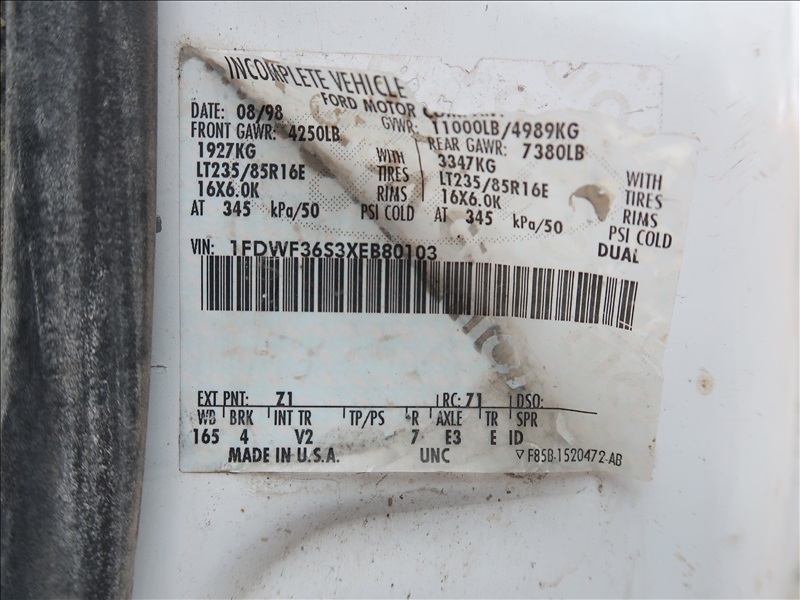 INCOMPLETE VEHICLE
FORD MOTOR
DATE: 08/98 GVWR: 11000LB/4989KG
FRONT GAWR: 4250LB REAR GAWR: 7380LB
1927KG WITH 3347KG WITH
LT235/85R16E TIRES LT235/85R16E TIRES
16X6.0K RIMS 16X6.0K RIMS
AT 345 kPa/50 PSI COLD AT 345 kPa/50 PSI COLD
VIN: 1FDWF36S3XEB80103 DUAL
EXT PNT: Z1 RC: 71 DSO:
WB BRK INT TR TP/PS R AXLE TR SPR
165 4 V2 7 E3 E ID
MADE IN U.S.A. UNC ▽ F85B-1520472-AB